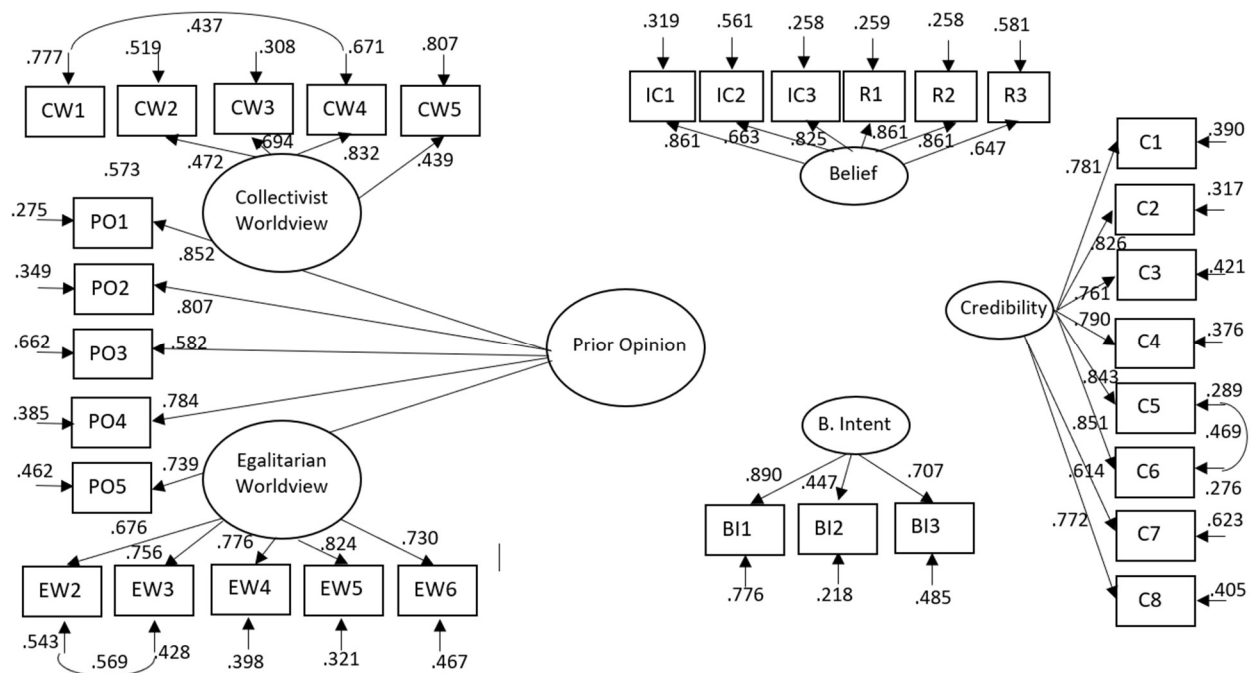 .437
.777
.519
.308
.671
.807
CW1
CW2
CW3
CW4
CW5
.573
.472
.694
.832
.439
Collectivist
Worldview
.275
PO1
.852
.349
PO2
.807
.662
PO3
.582
.385
PO4
.784
.462
PO5
.739
Prior Opinion
Egalitarian
Worldview
.676
.756
.776
.824
.730
EW2
EW3
EW4
EW5
EW6
.543
.569
.428
.398
.321
.467
.319
.561
.258
.259
.258
.581
IC1
IC2
IC3
R1
R2
R3
.861
.663
.825
.861
.861
.647
Belief
B. Intent
.890
.447
.707
BI1
BI2
BI3
.776
.218
.485
Credibility
.781
.826
.761
.790
.843
.851
.614
.772
C1
.390
C2
.317
C3
.421
C4
.376
C5
.289
.469
C6
.276
C7
.623
C8
.405